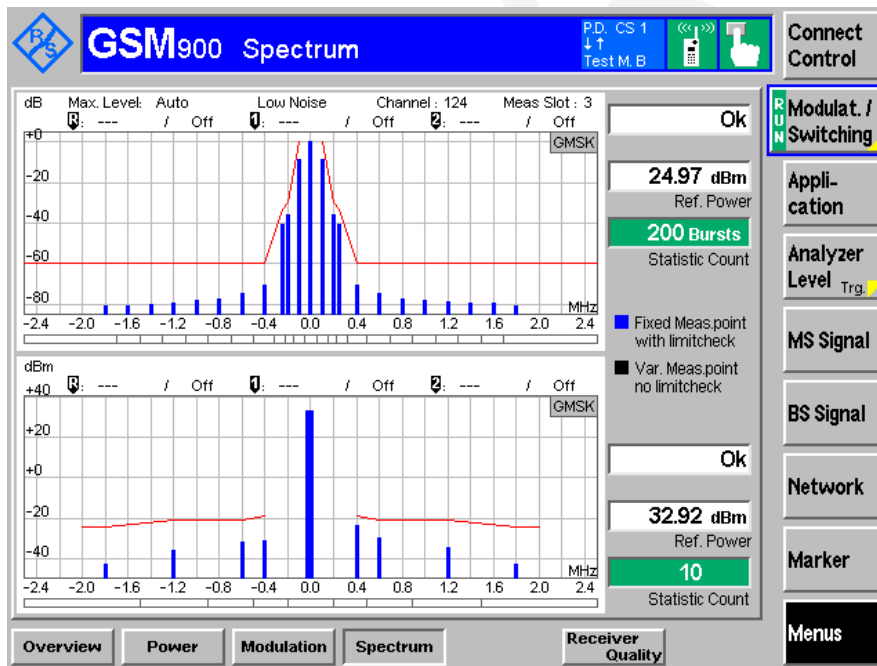 R/S
GSM900 Spectrum
P.D. CS 1
↓↑
Test M. B
Connect Control
RUN
Modulat. / Switching
Appli-cation
Analyzer Level Trg.
MS Signal
BS Signal
Network
Marker
Menus
dB Max. Level: Auto Low Noise Channel : 124 Meas Slot : 3
R: --- / Off 1: --- / Off 2: --- / Off
GMSK
+0
-20
-40
-60
-80
MHz
-2.4 -2.0 -1.6 -1.2 -0.8 -0.4 0.0 0.4 0.8 1.2 1.6 2.0 2.4
Ok
24.97 dBm
Ref. Power
200 Bursts
Statistic Count
Fixed Meas.point
with limitcheck
Var. Meas.point
no limitcheck
dBm
R: --- / Off 1: --- / Off 2: --- / Off
GMSK
+40
+20
+0
-20
-40
MHz
-2.4 -2.0 -1.6 -1.2 -0.8 -0.4 0.0 0.4 0.8 1.2 1.6 2.0 2.4
Ok
32.92 dBm
Ref. Power
10
Statistic Count
Overview Power Modulation Spectrum Receiver Quality